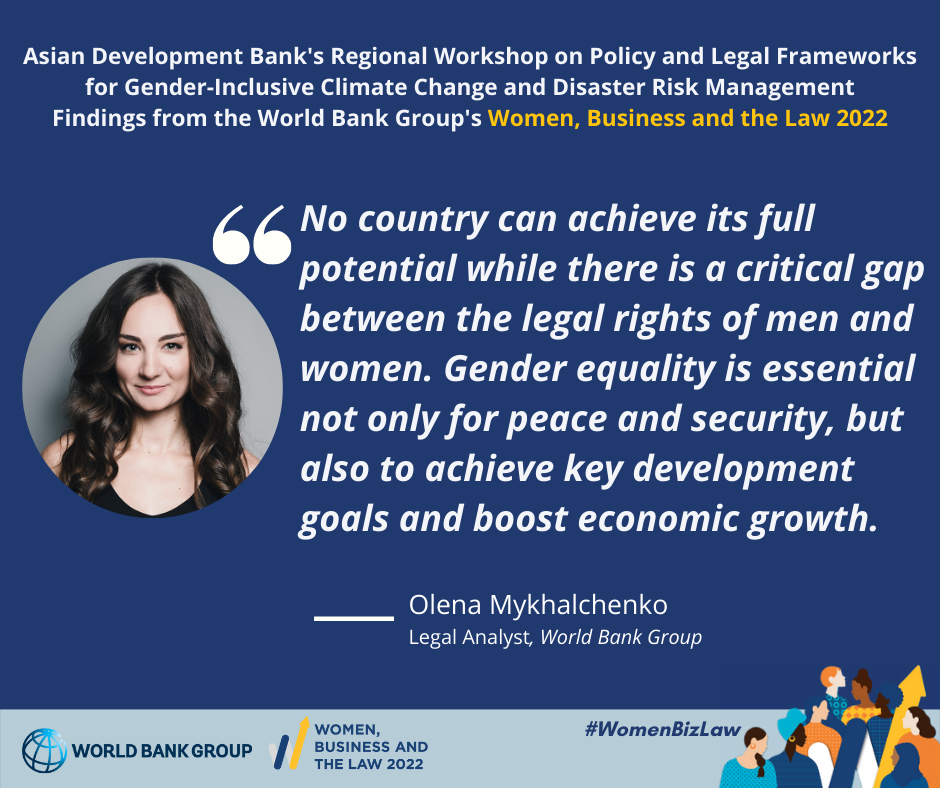 Asian Development Bank's Regional Workshop on Policy and Legal Frameworks
for Gender-Inclusive Climate Change and Disaster Risk Management
Findings from the World Bank Group's Women, Business and the Law 2022
“No country can achieve its full
potential while there is a critical gap
between the legal rights of men and
women. Gender equality is essential
not only for peace and security, but
also to achieve key development
goals and boost economic growth.
Olena Mykhalchenko
Legal Analyst, World Bank Group
WORLD BANK GROUP
WOMEN,
BUSINESS AND
THE LAW 2022
#WomenBizLaw